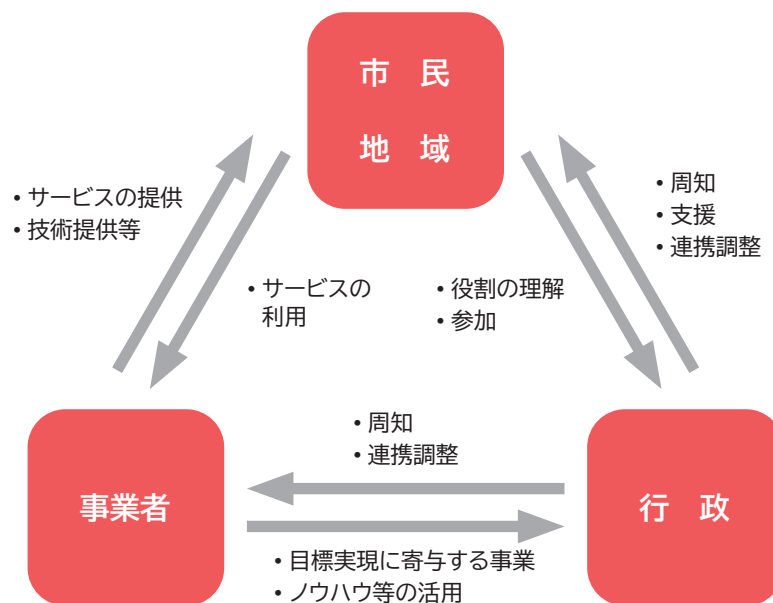 市　民
地　域
・サービスの提供
・技術提供等
・周知
・支援
・連携調整
・サービスの
利用
・役割の理解
・参加
・周知
・連携調整
事業者
行　政
・目標実現に寄与する事業
・ノウハウ等の活用